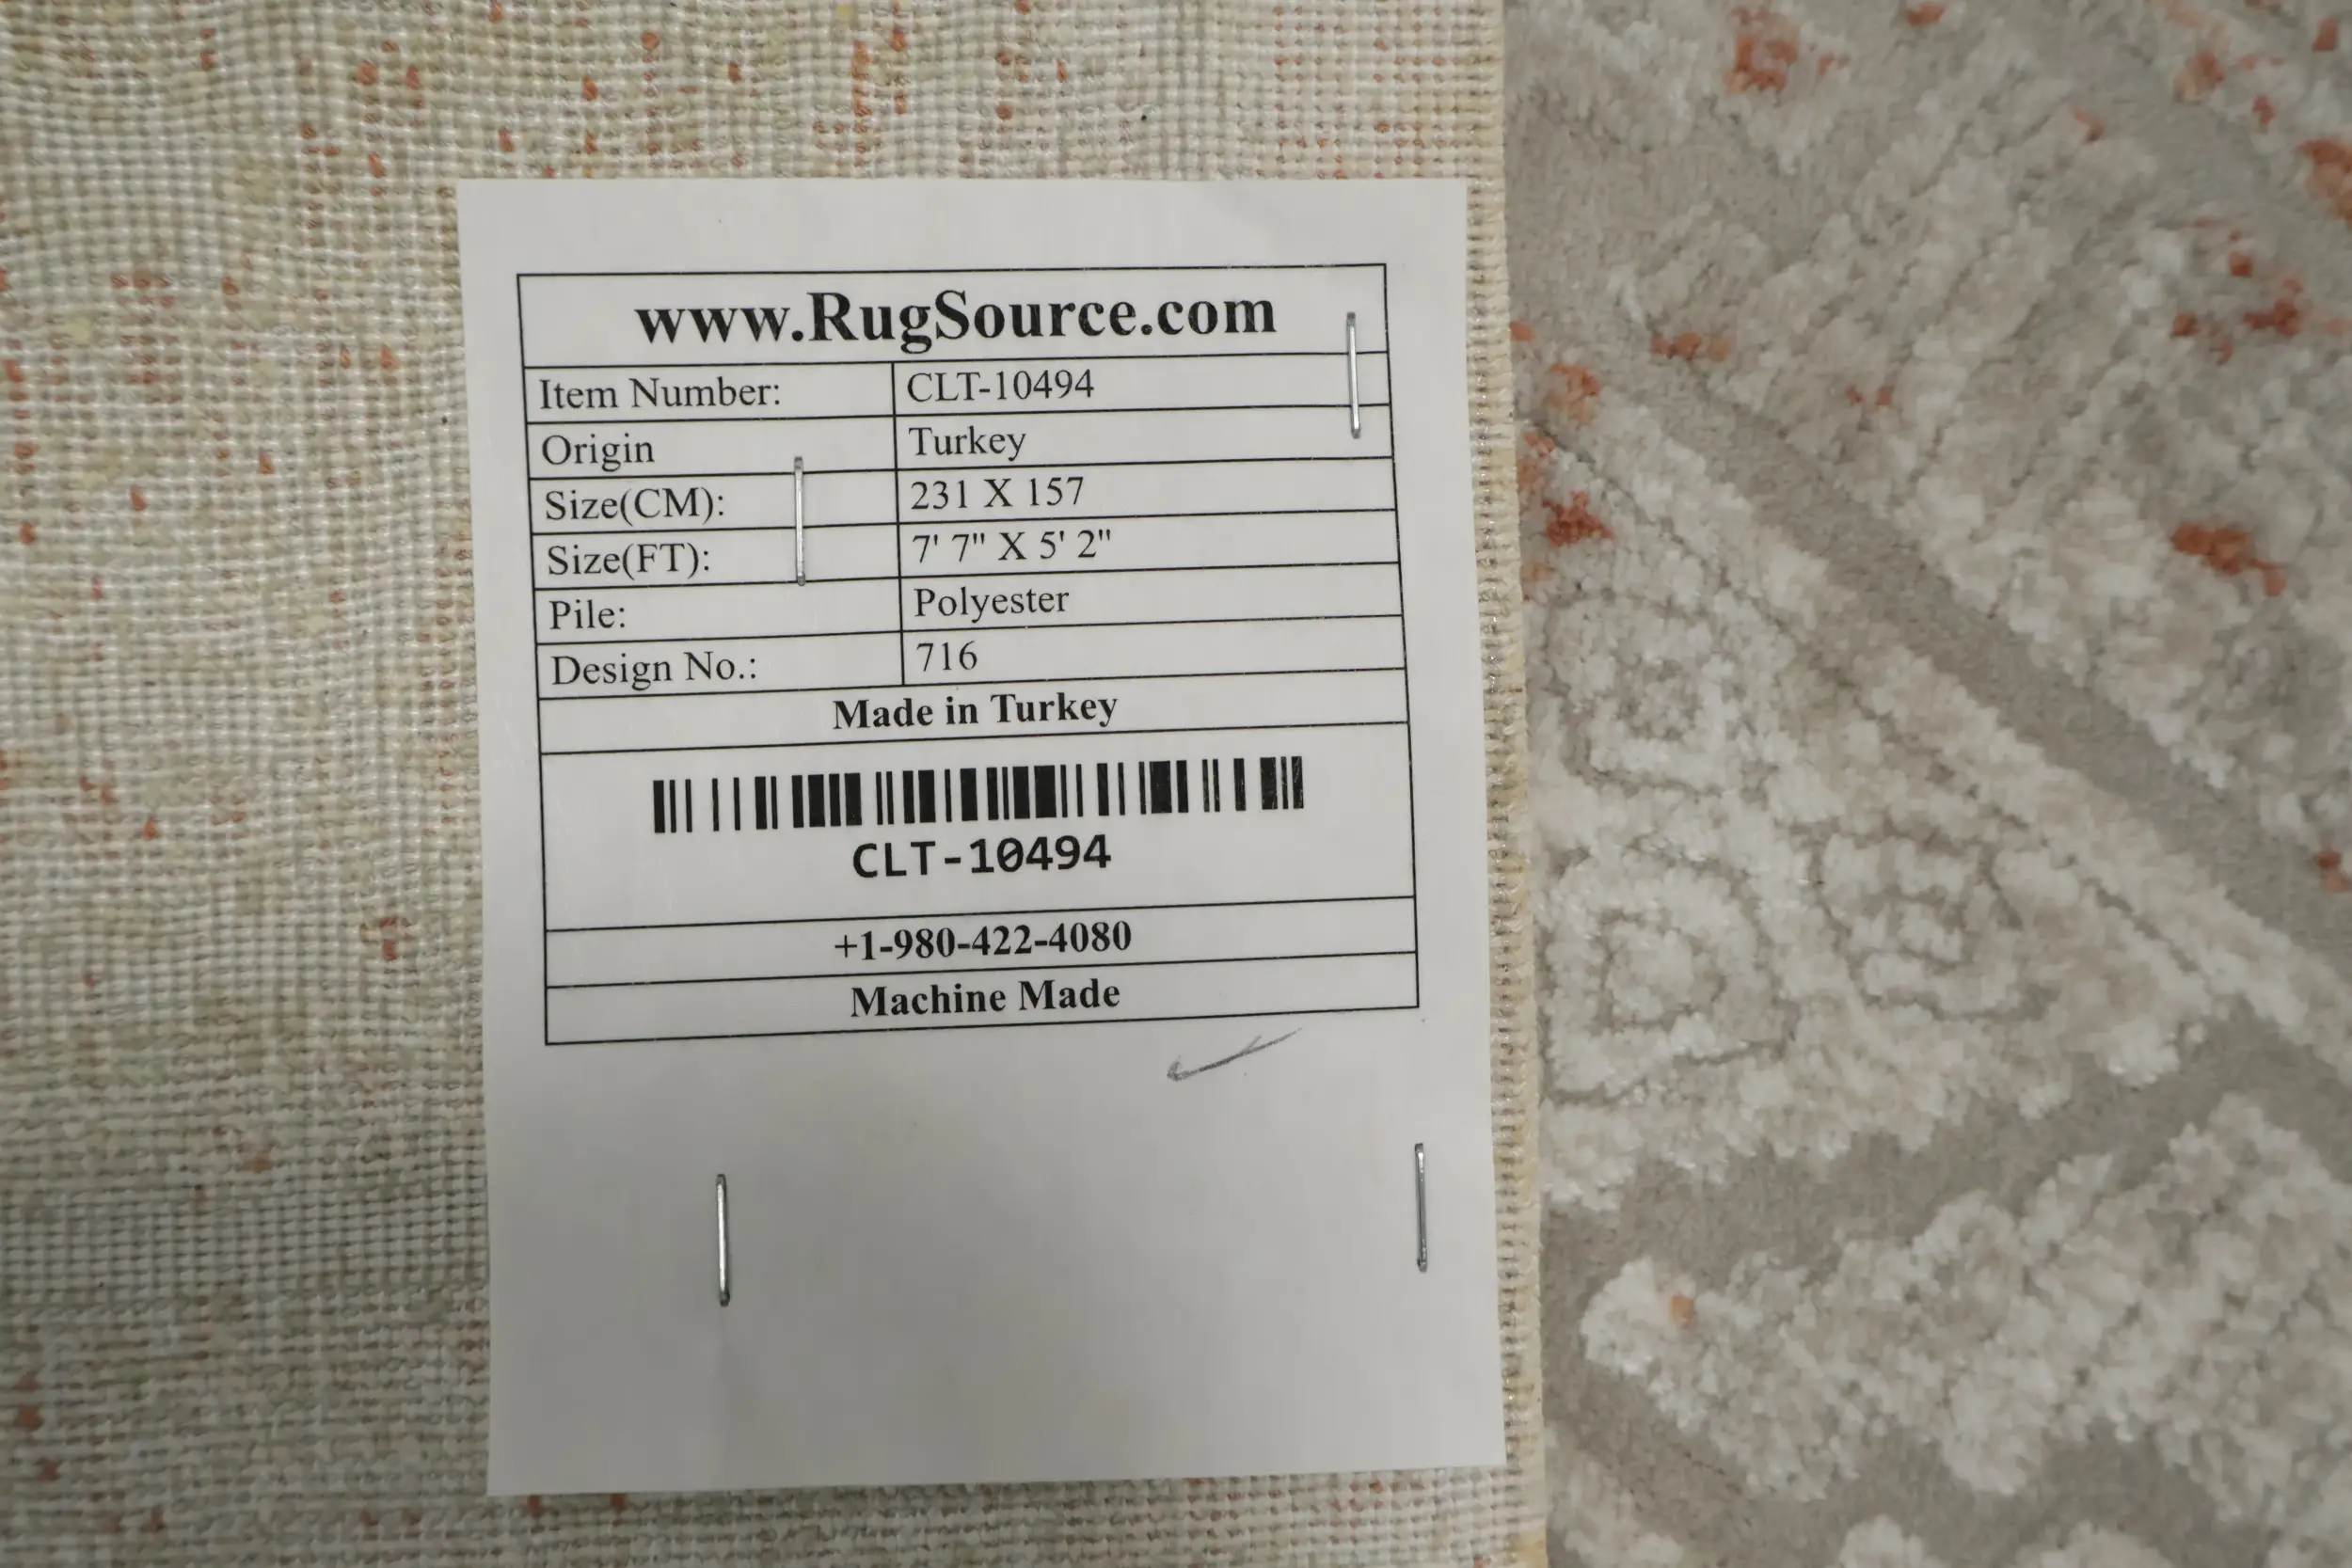 www.RugSource.com
Item Number: CLT-10494
Origin Turkey
Size(CM): 231 X 157
Size(FT): 7' 7" X 5' 2"
Pile: Polyester
Design No.: 716
Made in Turkey
CLT-10494
+1-980-422-4080
Machine Made